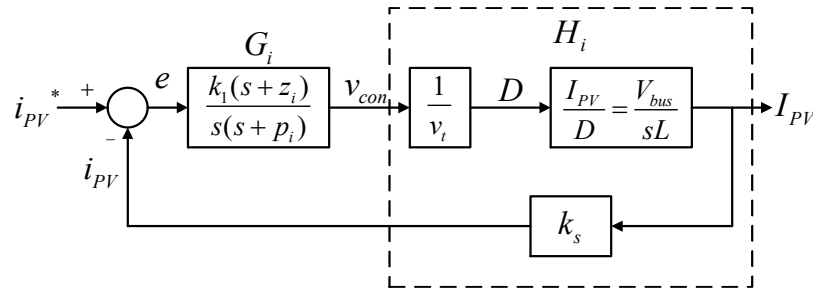 G_i
H_i
i_PV* + e k_1(s + z_i) / s(s + p_i) v_con 1 / v_t D I_PV / D = V_bus / sL I_PV
−
i_PV
k_s